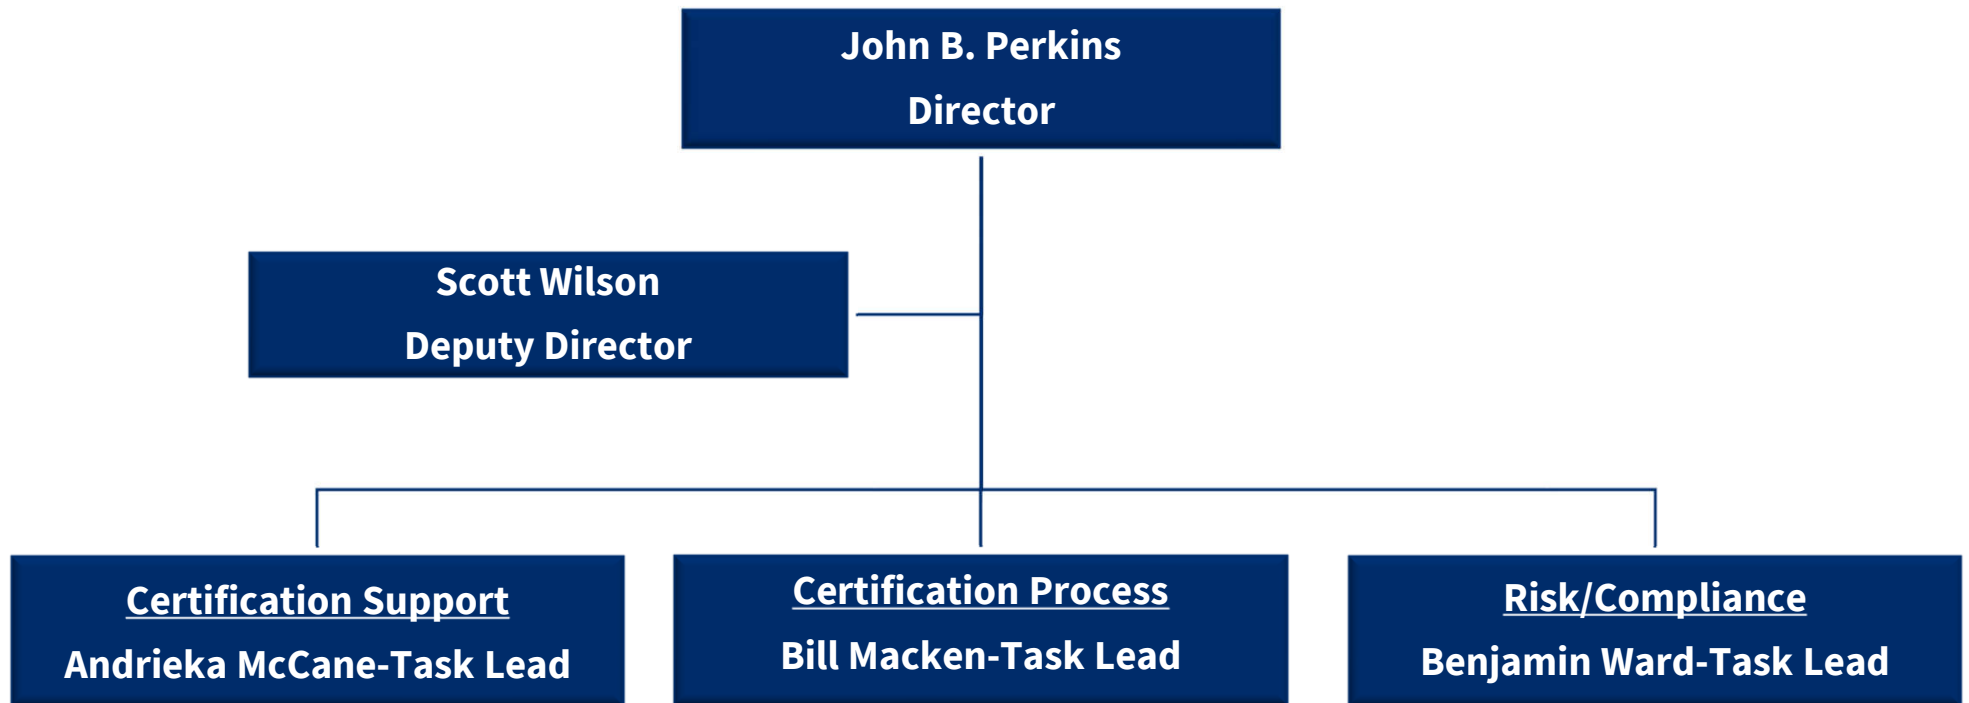 John B. Perkins
Director
Scott Wilson
Deputy Director
Certification Support
Andrieka McCane-Task Lead
Certification Process
Bill Macken-Task Lead
Risk/Compliance
Benjamin Ward-Task Lead